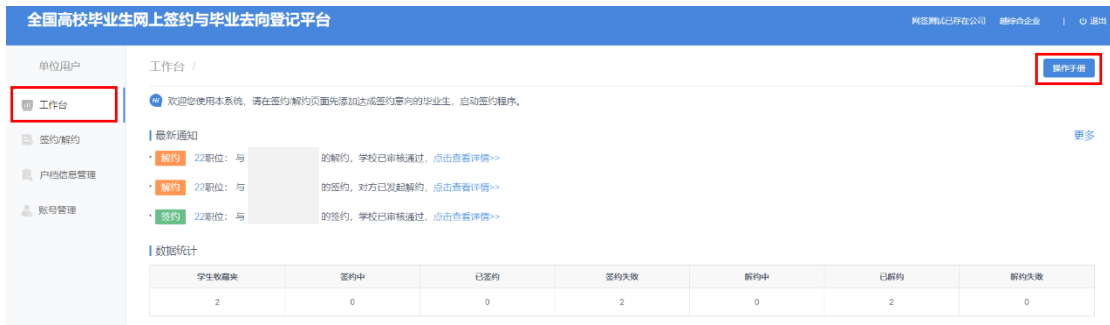 全国高校毕业生网上签约与毕业去向登记平台
网签测试已存在公司 越综合企业 | 退出
单位用户
工作台 /
操作手册
工作台
Hi 欢迎您使用本系统，请在签约/解约页面先添加达成签约意向的毕业生，启动签约程序。
签约/解约
最新通知 更多
· 解约 22职位： 与 的解约，学校已审核通过，点击查看详情>>
户档信息管理
· 解约 22职位： 与 的签约，对方已发起解约，点击查看详情>>
账号管理
· 签约 22职位： 与 的签约，学校已审核通过，点击查看详情>>
数据统计
学生收藏夹 签约中 已签约 签约失败 解约中 已解约 解约失败
2 0 0 2 0 2 0